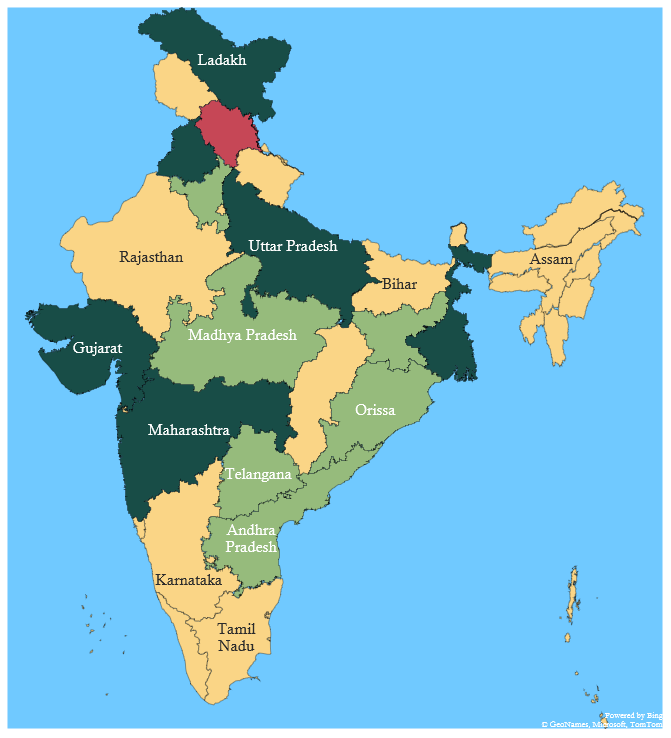 Ladakh
Uttar Pradesh
Rajasthan
Assam
Bihar
Madhya Pradesh
Gujarat
Orissa
Maharashtra
Telangana
Andhra
Pradesh
Karnataka
Tamil
Nadu
Powered by Bing
© GeoNames, Microsoft, TomTom